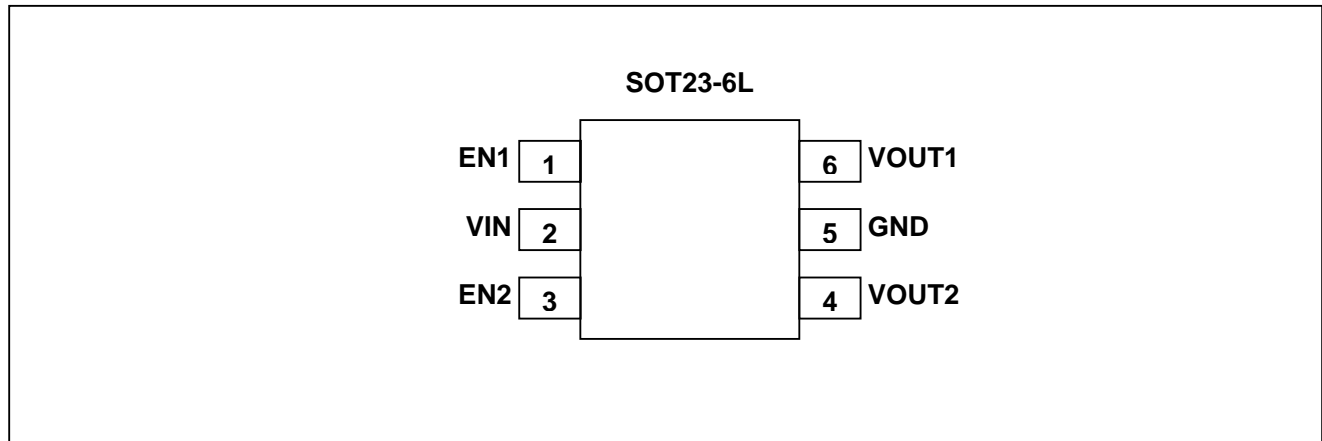 SOT23-6L
EN1 1 6 VOUT1
VIN 2 5 GND
EN2 3 4 VOUT2